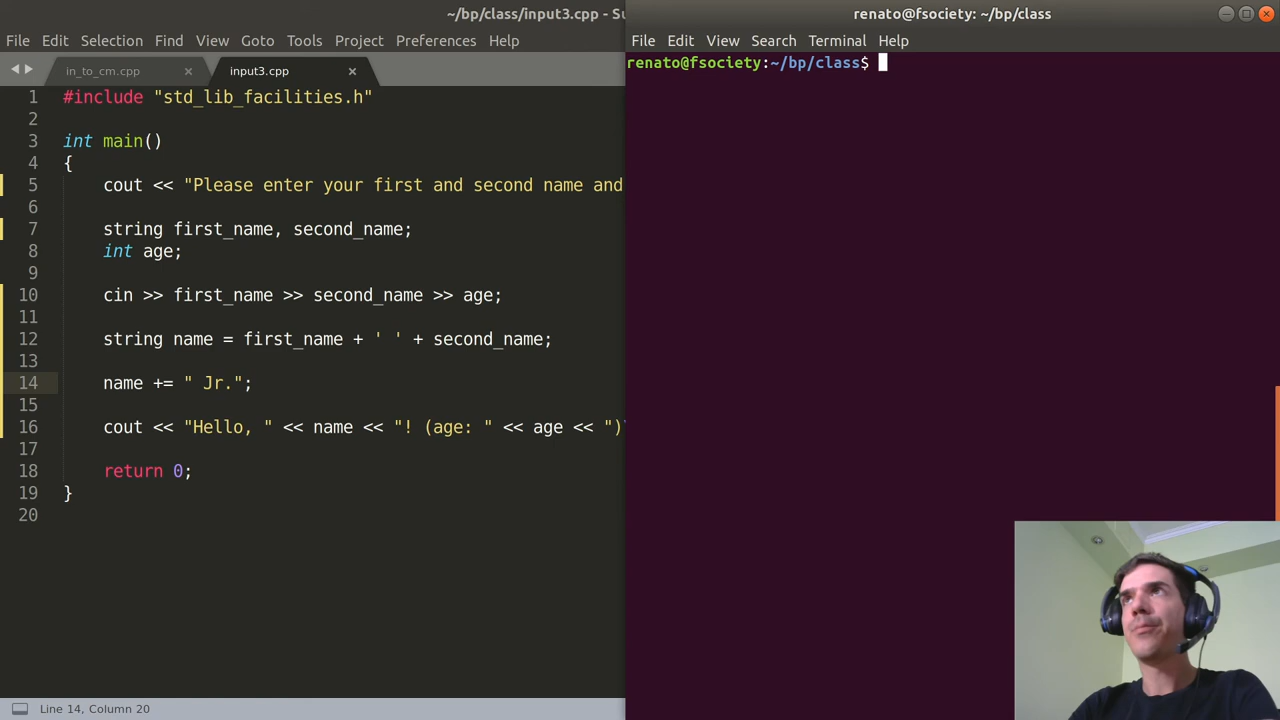 ~/bp/class/input3.cpp - Su
File Edit Selection Find View Goto Tools Project Preferences Help
in_to_cm.cpp × input3.cpp ×
1 #include "std_lib_facilities.h"
2
3 int main()
4 {
5 cout << "Please enter your first and second name and
6
7 string first_name, second_name;
8 int age;
9
10 cin >> first_name >> second_name >> age;
11
12 string name = first_name + ' ' + second_name;
13
14 name += " Jr.";
15
16 cout << "Hello, " << name << "! (age: " << age << ")
17
18 return 0;
19 }
20
Line 14, Column 20
renato@fsociety: ~/bp/class
File Edit View Search Terminal Help
renato@fsociety:~/bp/class$